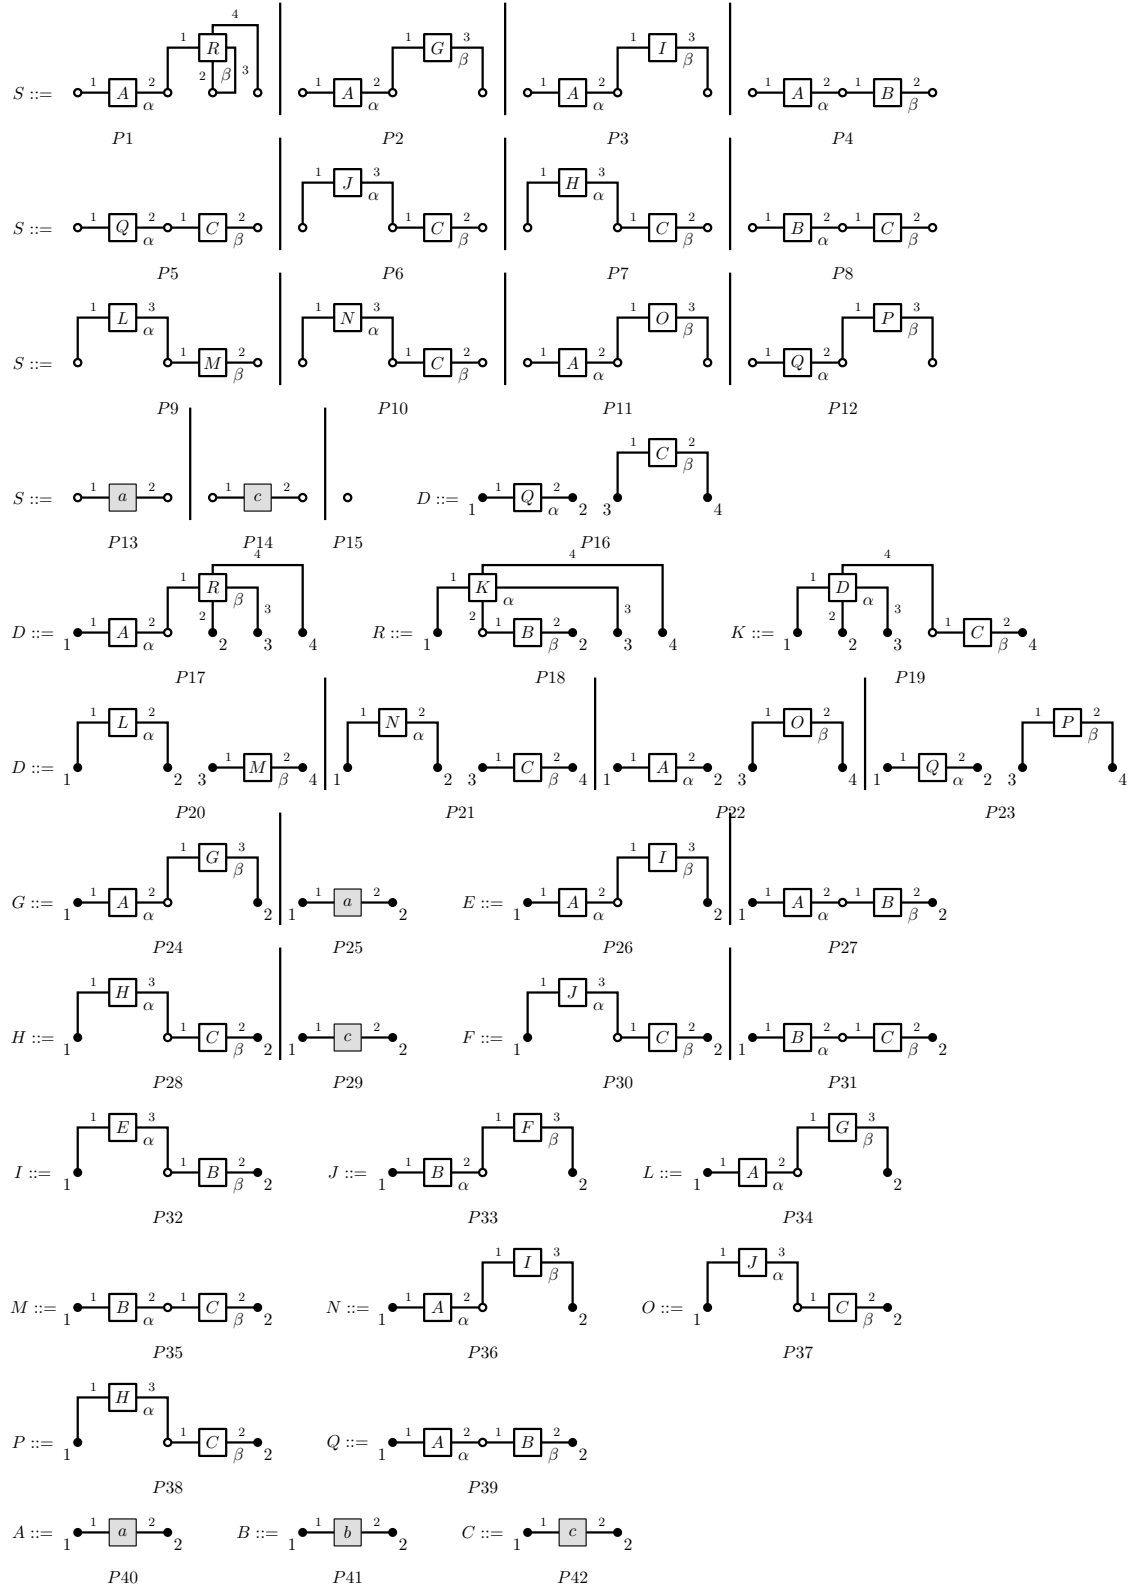 4
1 R 1 G 3 1 I 3
2 β 3 β β
S ::= 1 A 2 α 1 A 2 α 1 A 2 α 1 A 2 α 1 B 2 β
P1 P2 P3 P4
1 J 3 α 1 H 3 α
S ::= 1 Q 2 α 1 C 2 β 1 C 2 β 1 C 2 β 1 B 2 α 1 C 2 β
P5 P6 P7 P8
1 L 3 α 1 N 3 α 1 O 3 β 1 P 3 β
S ::= 1 M 2 β 1 C 2 β 1 A 2 α 1 Q 2 α
P9 P10 P11 P12
1 C 2 β
S ::= 1 a 2 1 c 2 D ::= 1 1 Q 2 α 2 3 4
P13 P14 P15 P16
4 4 4
1 R β 1 K α 1 D α
2 3 2 3 2 3
D ::= 1 1 A 2 α 2 3 4 R ::= 1 1 B 2 β 2 3 4 K ::= 1 2 3 1 C 2 β 4
P17 P18 P19
1 L 2 α 1 N 2 α 1 O 2 β 1 P 2 β
D ::= 1 2 3 1 M 2 β 4 1 2 3 1 C 2 β 4 1 1 A 2 α 2 3 4 1 1 Q 2 α 2 3 4
P20 P21 P22 P23
1 G 3 β 1 I 3 β
G ::= 1 1 A 2 α 2 1 1 a 2 2 E ::= 1 1 A 2 α 2 1 1 A 2 α 1 B 2 β 2
P24 P25 P26 P27
1 H 3 α 1 J 3 α
H ::= 1 1 C 2 β 2 1 1 c 2 2 F ::= 1 1 C 2 β 2 1 1 B 2 α 1 C 2 β 2
P28 P29 P30 P31
1 E 3 α 1 F 3 β 1 G 3 β
I ::= 1 1 B 2 β 2 J ::= 1 1 B 2 α 2 L ::= 1 1 A 2 α 2
P32 P33 P34
1 I 3 β 1 J 3 α
M ::= 1 1 B 2 α 1 C 2 β 2 N ::= 1 1 A 2 α 2 O ::= 1 1 C 2 β 2
P35 P36 P37
1 H 3 α
P ::= 1 1 C 2 β 2 Q ::= 1 1 A 2 α 1 B 2 β 2
P38 P39
A ::= 1 1 a 2 2 B ::= 1 1 b 2 2 C ::= 1 1 c 2 2
P40 P41 P42